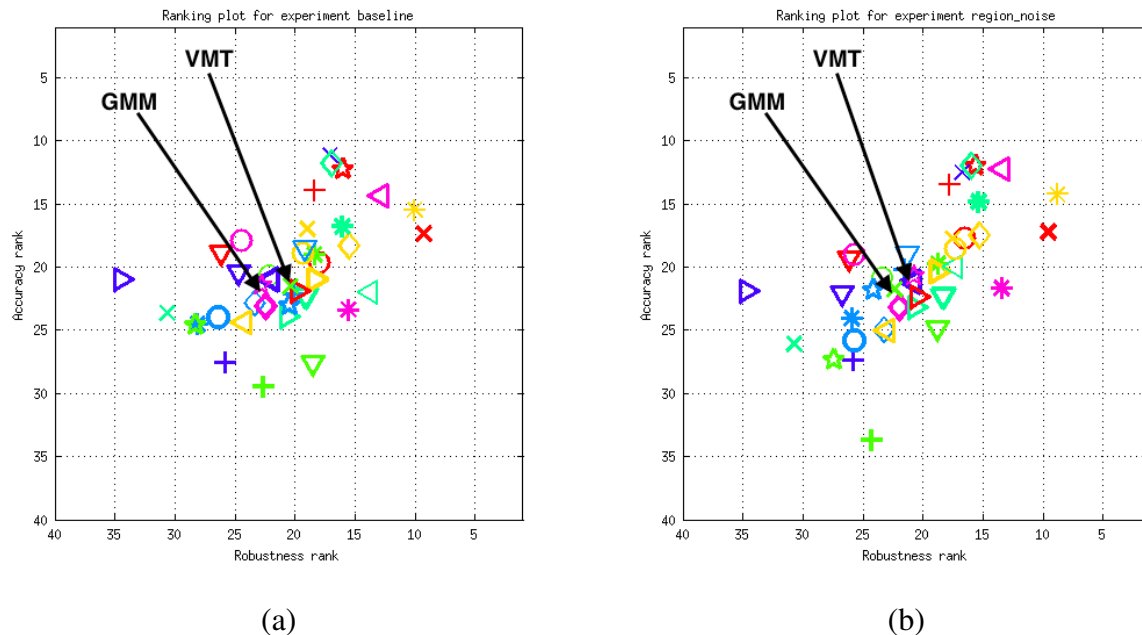 Ranking plot for experiment baseline
VMT
GMM
5
10
15
20
25
30
35
40
Accuracy rank
40 35 30 25 20 15 10 5
Robustness rank
(a)
Ranking plot for experiment region_noise
VMT
GMM
5
10
15
20
25
30
35
40
Accuracy rank
40 35 30 25 20 15 10 5
Robustness rank
(b)